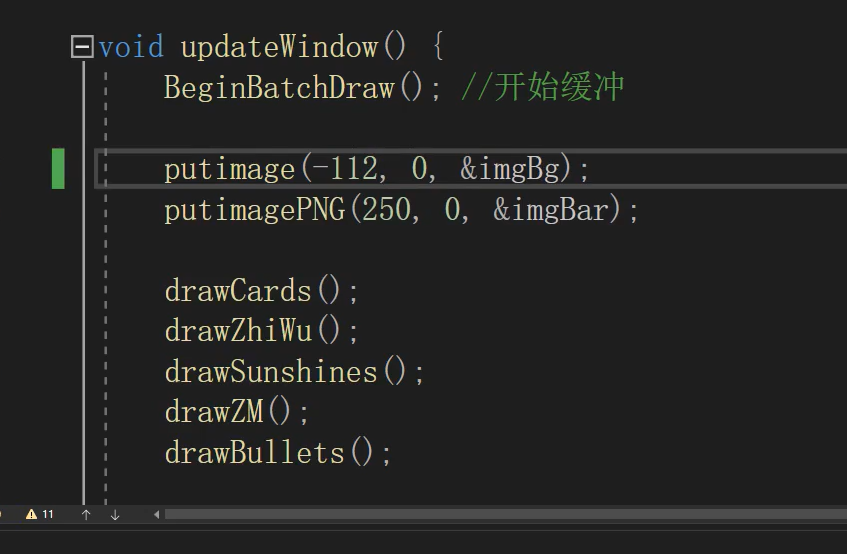 void updateWindow() {
BeginBatchDraw(); //开始缓冲
putimage(-112, 0, &imgBg);
putimagePNG(250, 0, &imgBar);
drawCards();
drawZhiWu();
drawSunshines();
drawZM();
drawBullets();
11